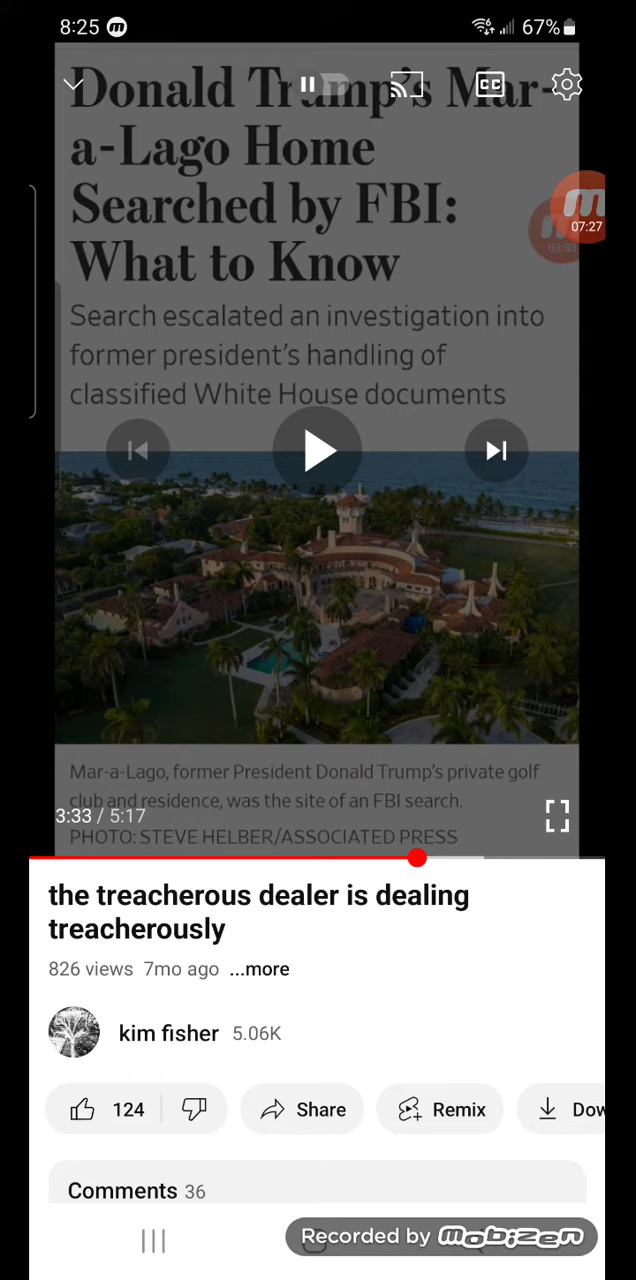 8:25
67%
Donald Trump's Mar-
a-Lago Home
Searched by FBI:
What to Know
CC
07:27
03:33
Search escalated an investigation into
former president's handling of
classified White House documents
Mar-a-Lago, former President Donald Trump's private golf
club and residence, was the site of an FBI search.
3:33 / 5:17
PHOTO: STEVE HELBER/ASSOCIATED PRESS
the treacherous dealer is dealing
treacherously
826 views 7mo ago ...more
kim fisher 5.06K
124 Share Remix Dow
Comments 36
Recorded by mobizen